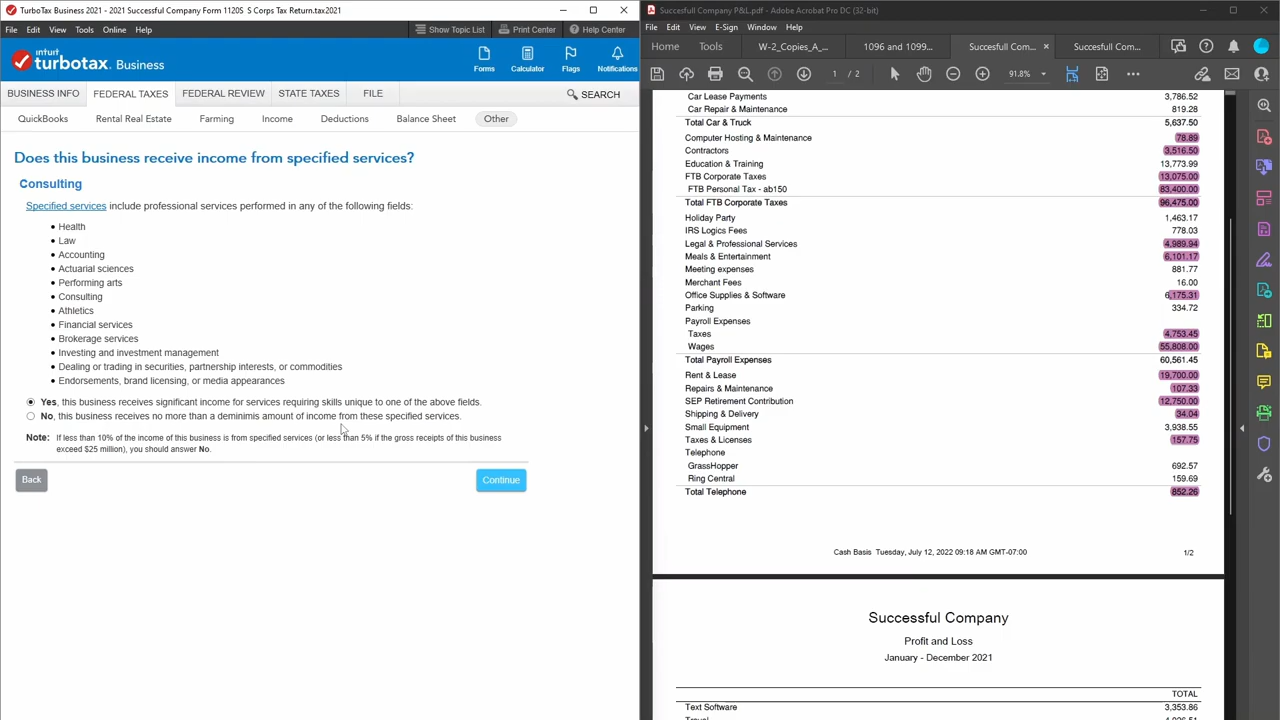 TurboTax Business 2021 - 2021 Successful Company Form 1120S S Corps Tax Return.tax2021
File Edit View Tools Online Help
Show Topic List Print Center Help Center
intuit
turbotax. Business
Forms Calculator Flags Notifications
BUSINESS INFO FEDERAL TAXES FEDERAL REVIEW STATE TAXES FILE SEARCH
QuickBooks Rental Real Estate Farming Income Deductions Balance Sheet Other
Does this business receive income from specified services?
Consulting
Specified services include professional services performed in any of the following fields:
• Health
• Law
• Accounting
• Actuarial sciences
• Performing arts
• Consulting
• Athletics
• Financial services
• Brokerage services
• Investing and investment management
• Dealing or trading in securities, partnership interests, or commodities
• Endorsements, brand licensing, or media appearances
Yes, this business receives significant income for services requiring skills unique to one of the above fields.
No, this business receives no more than a deminimis amount of income from these specified services.
Note: If less than 10% of the income of this business is from specified services (or less than 5% if the gross receipts of this business
exceed $25 million), you should answer No.
Back Continue
Succesfull Company P&L.pdf - Adobe Acrobat Pro DC (32-bit)
File Edit View E-Sign Window Help
Home Tools W-2_Copies_A_... 1096 and 1099... Succesfull Com... × Succesfull Com...
1 / 2 91.8%
Car Lease Payments 3,786.52
Car Repair & Maintenance 819.28
Total Car & Truck 5,637.50
Computer Hosting & Maintenance 78.89
Contractors 3,516.50
Education & Training 13,773.99
FTB Corporate Taxes 13,075.00
FTB Personal Tax - ab150 83,400.00
Total FTB Corporate Taxes 96,475.00
Holiday Party 1,463.17
IRS Logics Fees 778.03
Legal & Professional Services 4,989.94
Meals & Entertainment 6,101.17
Meeting expenses 881.77
Merchant Fees 16.00
Office Supplies & Software 6,175.31
Parking 334.72
Payroll Expenses
Taxes 4,753.45
Wages 55,808.00
Total Payroll Expenses 60,561.45
Rent & Lease 19,700.00
Repairs & Maintenance 107.33
SEP Retirement Contribution 12,750.00
Shipping & Delivery 34.04
Small Equipment 3,938.55
Taxes & Licenses 157.75
Telephone
GrassHopper 692.57
Ring Central 159.69
Total Telephone 852.26
Cash Basis Tuesday, July 12, 2022 09:18 AM GMT-07:00 1/2
Successful Company
Profit and Loss
January - December 2021
TOTAL
Text Software 3,353.86